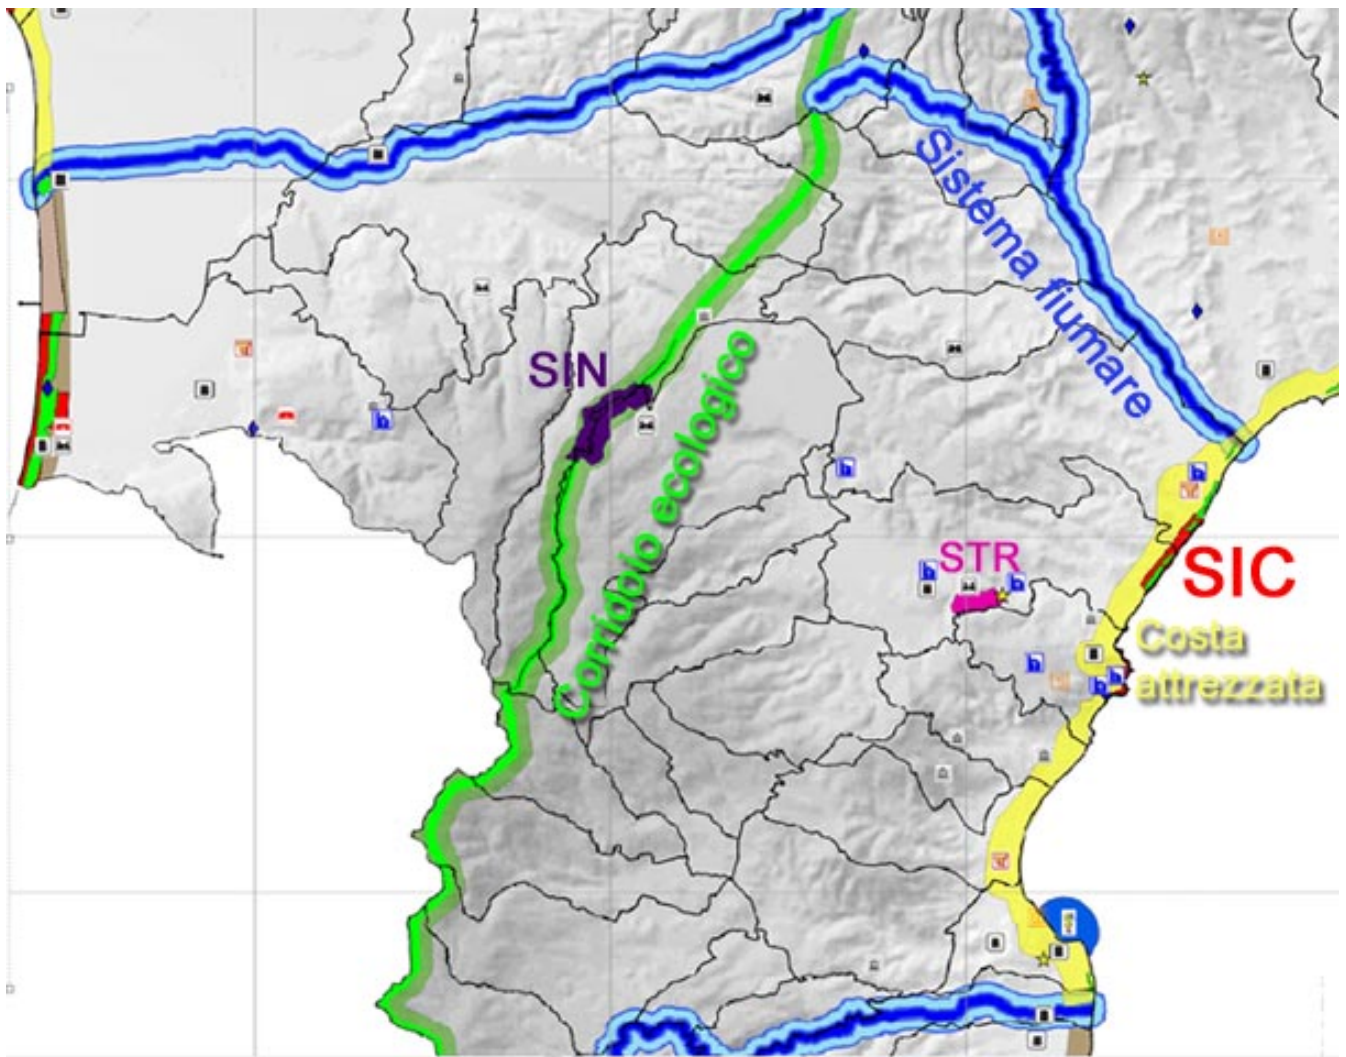 Sistema fiumare
SIN
Corridoio ecologico
STR
SIC
Costa
attrezzata